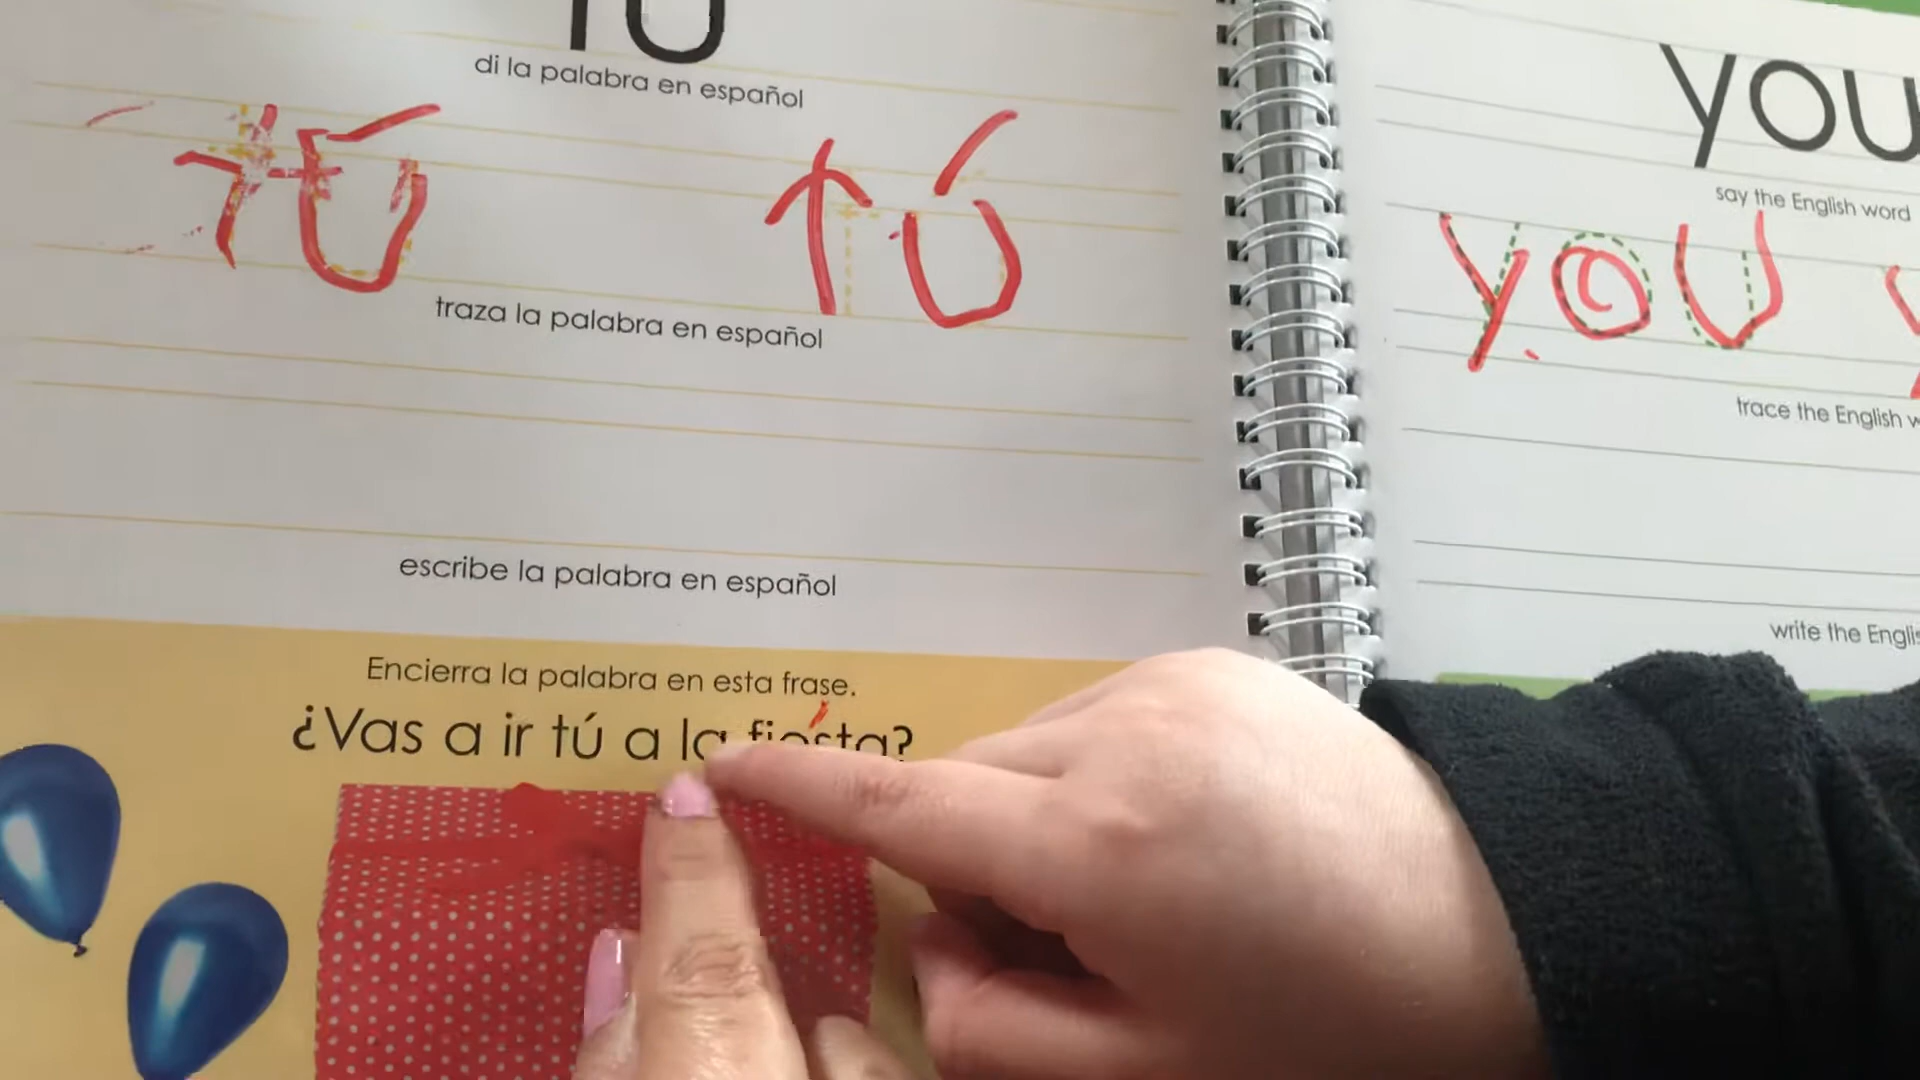 tú
di la palabra en español
tú tú
traza la palabra en español
escribe la palabra en español
Encierra la palabra en esta frase.
¿Vas a ir tú a la fiesta?
you
say the English word
you
trace the English
write the